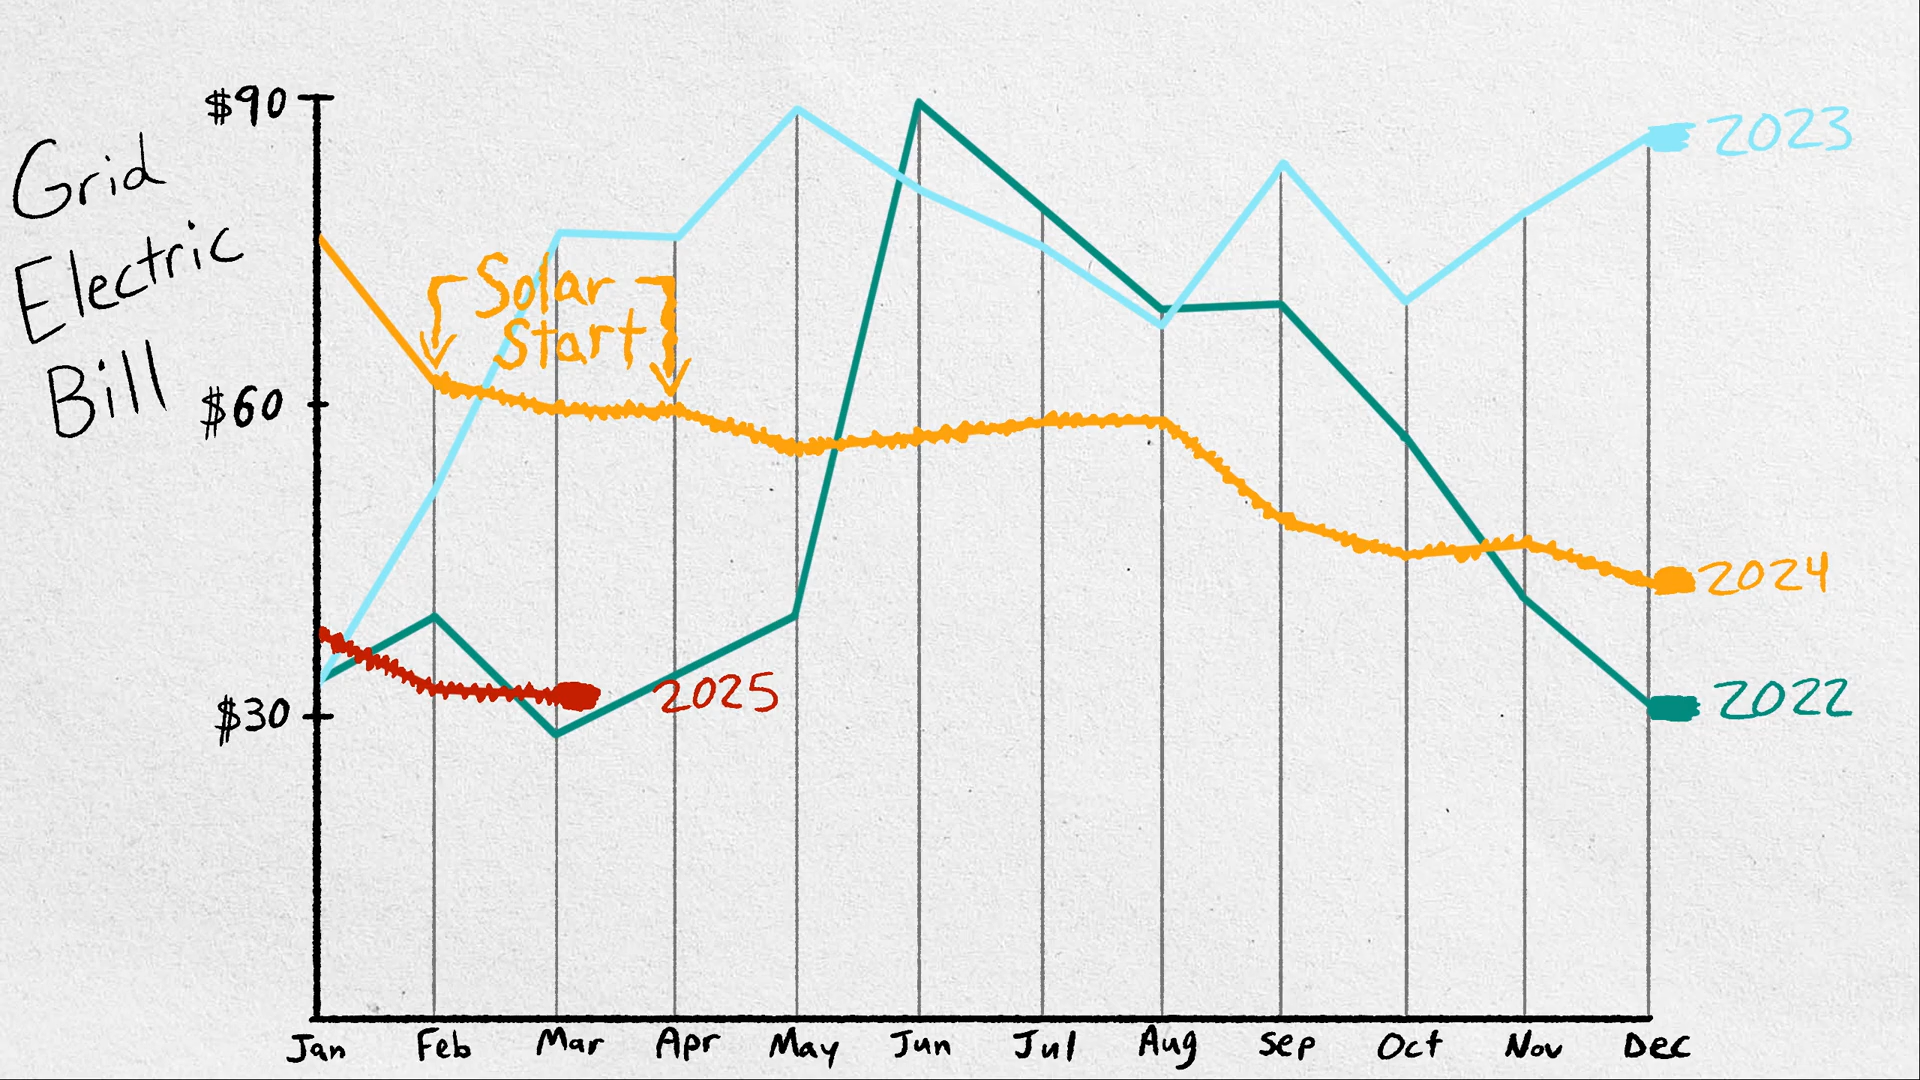 Grid
Electric
Bill
$90
$60
$30
Solar
Start
2023
2024
2022
2025
Jan Feb Mar Apr May Jun Jul Aug Sep Oct Nov Dec